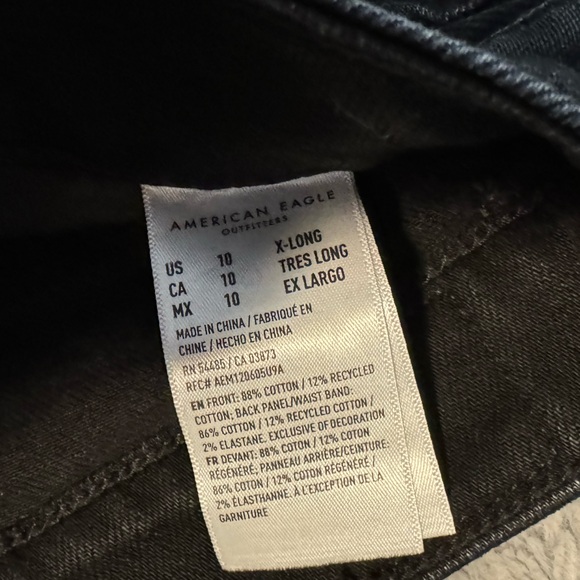 AMERICAN EAGLE
OUTFITTERS
US 10 X-LONG
CA 10 TRES LONG
MX 10 EX LARGO
MADE IN CHINA / FABRIQUÉ EN
CHINE / HECHO EN CHINA
RN 54485 / CA 03873
RFC# AEM120605U9A
EN FRONT: 88% COTTON / 12% RECYCLED
COTTON; BACK PANEL/WAIST BAND:
86% COTTON / 12% RECYCLED COTTON /
2% ELASTANE. EXCLUSIVE OF DECORATION
FR DEVANT: 88% COTON / 12% COTON
RÉGÉNÉRÉ; PANNEAU ARRIÈRE/CEINTURE:
86% COTON / 12% COTON RÉGÉNÉRÉ /
2% ÉLASTHANNE. À L'EXCEPTION DE LA
GARNITURE